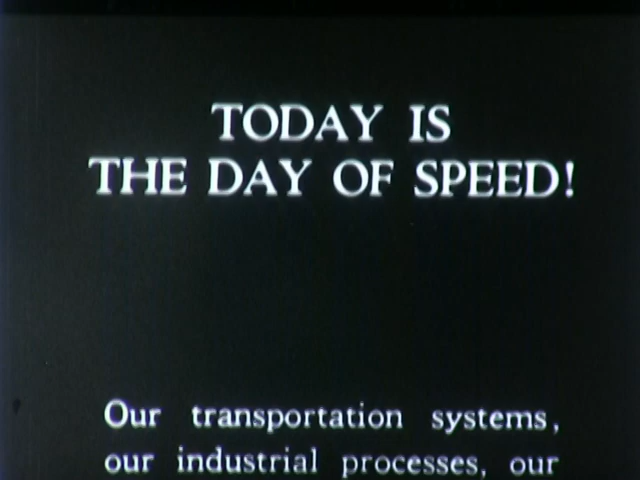 TODAY IS
THE DAY OF SPEED!
Our transportation systems,
our industrial processes, our